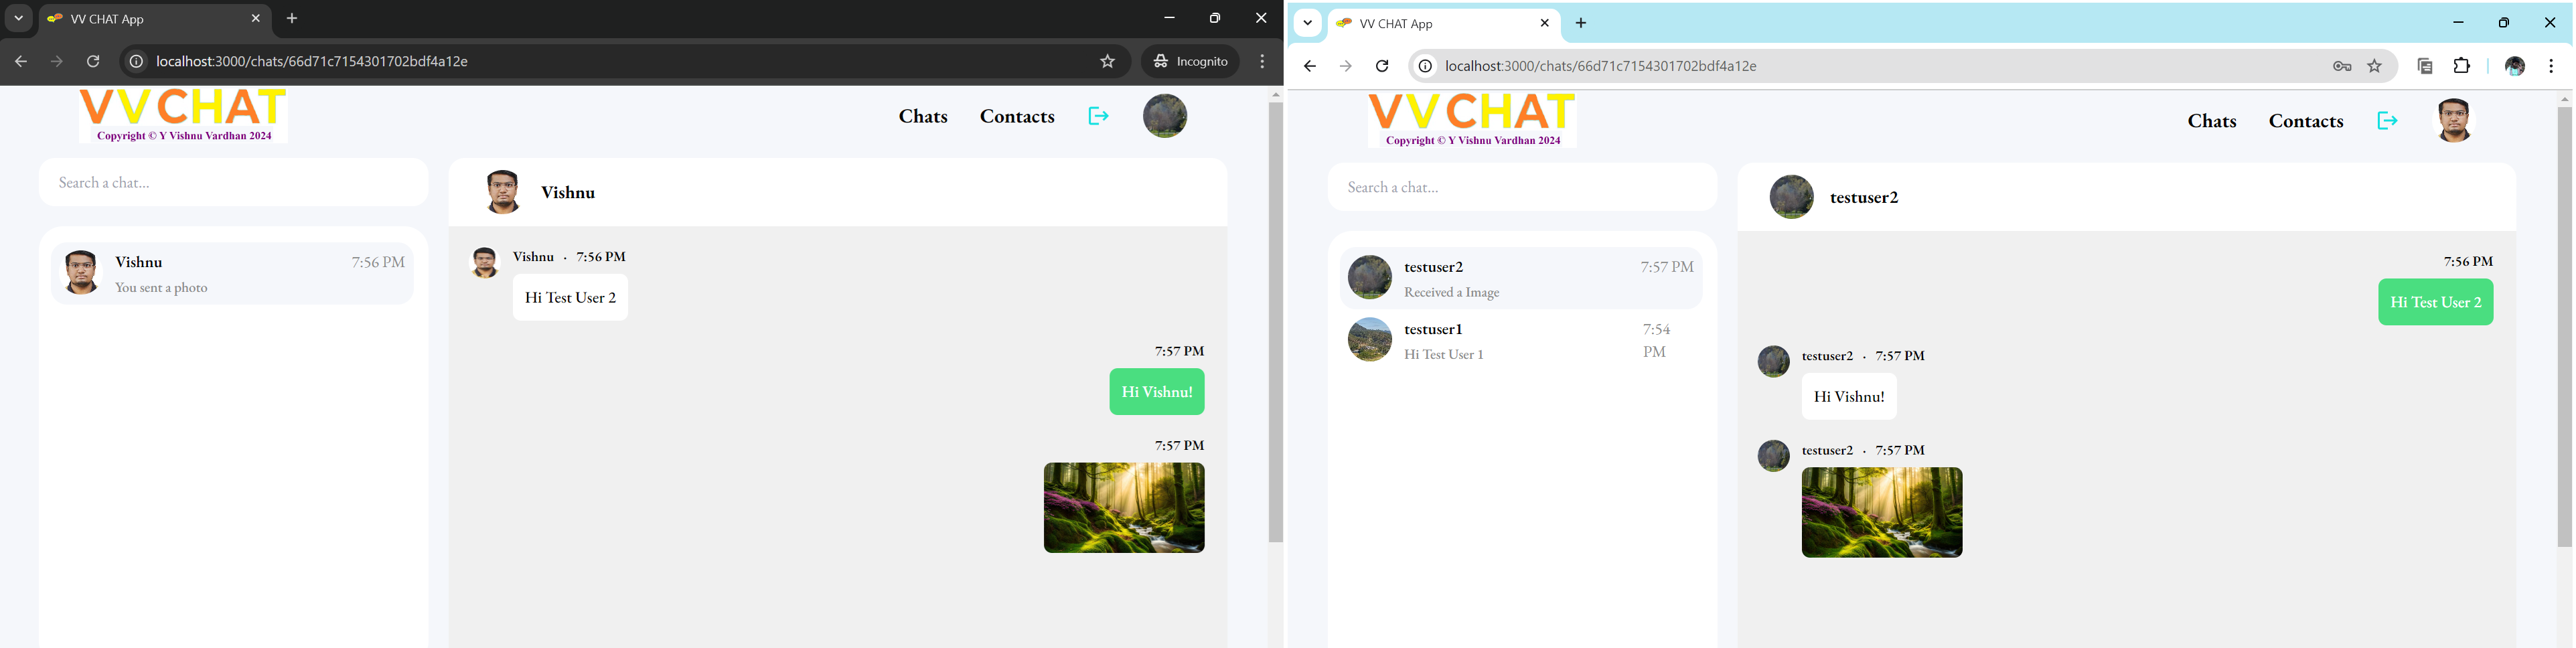 VV CHAT App
localhost:3000/chats/66d71c7154301702bdf4a12e
Incognito
VVCHAT
Copyright © Y Vishnu Vardhan 2024
Chats
Contacts
Search a chat...
Vishnu
7:56 PM
You sent a photo
Vishnu
Vishnu · 7:56 PM
Hi Test User 2
7:57 PM
Hi Vishnu!
7:57 PM
VV CHAT App
localhost:3000/chats/66d71c7154301702bdf4a12e
VVCHAT
Copyright © Y Vishnu Vardhan 2024
Chats
Contacts
Search a chat...
testuser2
7:57 PM
Received a Image
testuser1
7:54
PM
Hi Test User 1
testuser2
7:56 PM
Hi Test User 2
testuser2 · 7:57 PM
Hi Vishnu!
testuser2 · 7:57 PM